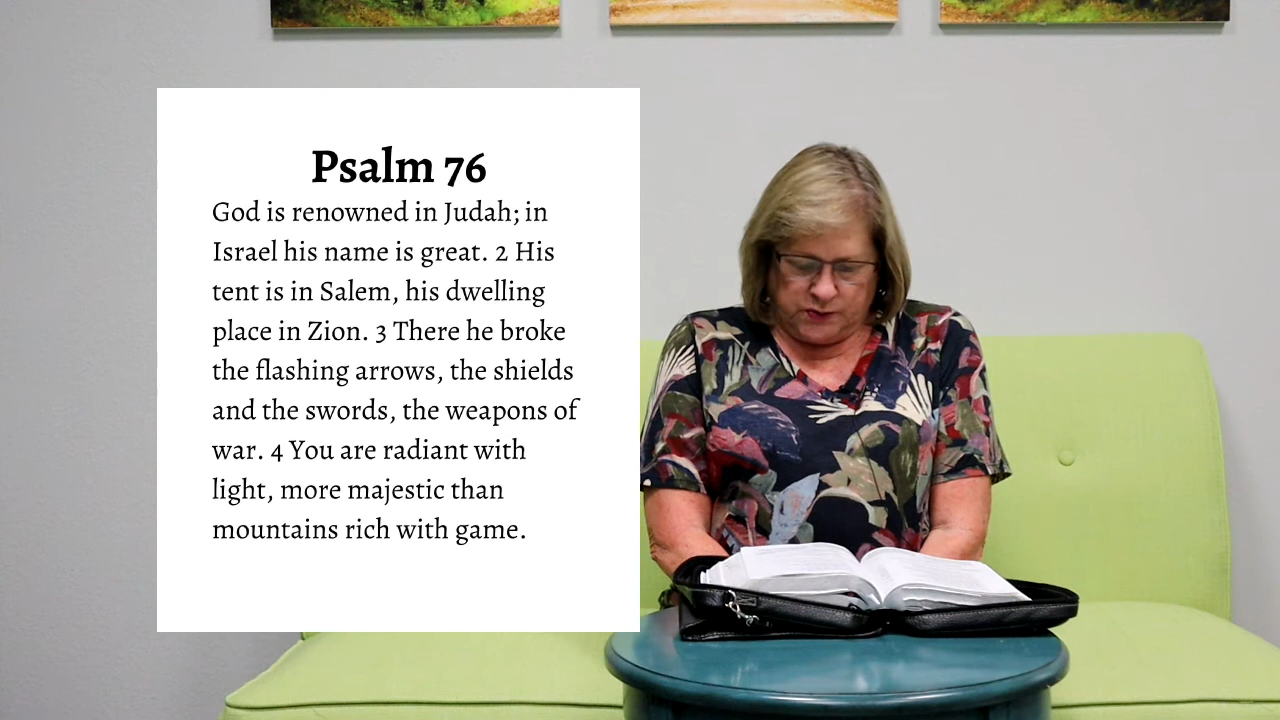 Psalm 76
God is renowned in Judah; in
Israel his name is great. 2 His
tent is in Salem, his dwelling
place in Zion. 3 There he broke
the flashing arrows, the shields
and the swords, the weapons of
war. 4 You are radiant with
light, more majestic than
mountains rich with game.